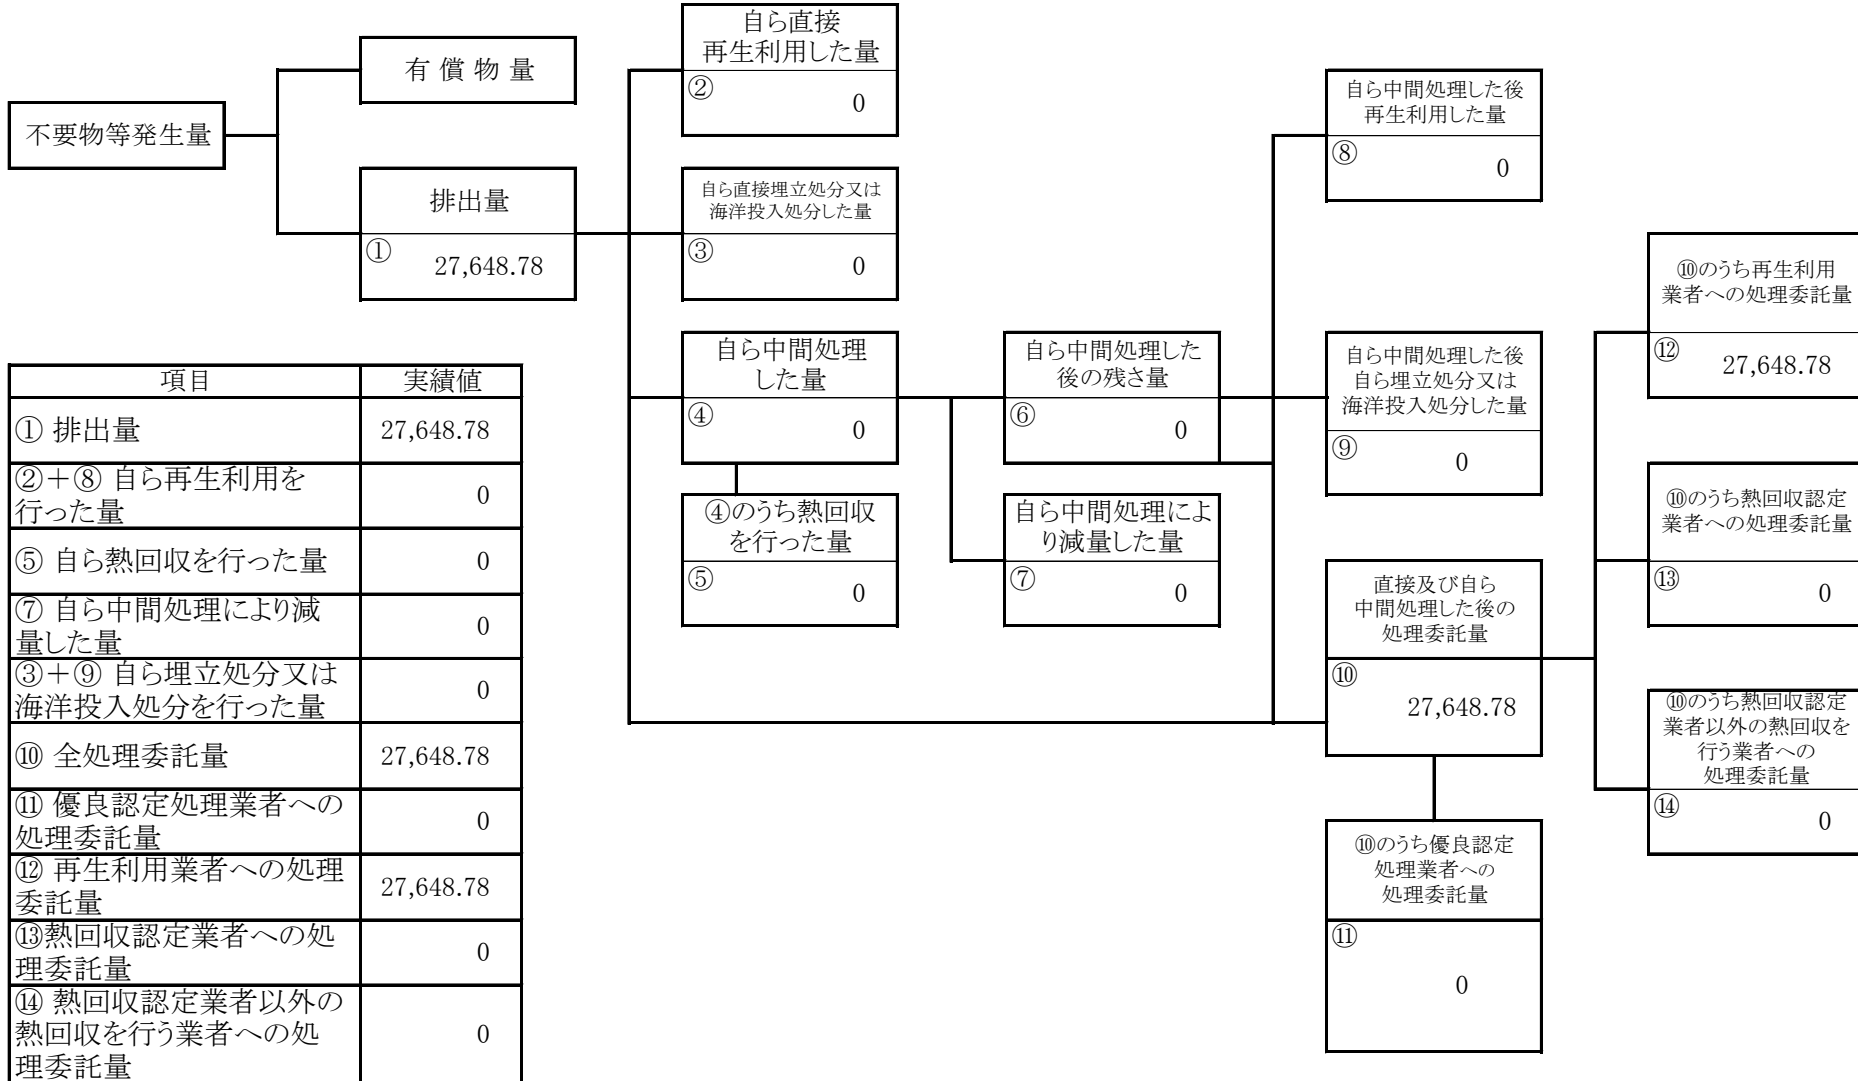 不要物等発生量
有償物量
排出量
①
27,648.78
自ら直接
再生利用した量
②
0
自ら直接埋立処分又は
海洋投入処分した量
③
0
自ら中間処理
した量
④
0
④のうち熱回収
を行った量
⑤
0
自ら中間処理した
後の残さ量
⑥
0
自ら中間処理によ
り減量した量
⑦
0
自ら中間処理した後
再生利用した量
⑧
0
自ら中間処理した後
自ら埋立処分又は
海洋投入処分した量
⑨
0
直接及び自ら
中間処理した後の
処理委託量
⑩
27,648.78
⑩のうち優良認定
処理業者への
処理委託量
⑪
0
⑩のうち再生利用
業者への処理委託量
⑫
27,648.78
⑩のうち熱回収認定
業者への処理委託量
⑬
0
⑩のうち熱回収認定
業者以外の熱回収を
行う業者への
処理委託量
⑭
0
項目 実績値
① 排出量 27,648.78
②＋⑧ 自ら再生利用を
行った量 0
⑤ 自ら熱回収を行った量 0
⑦ 自ら中間処理により減
量した量 0
③＋⑨ 自ら埋立処分又は
海洋投入処分を行った量 0
⑩ 全処理委託量 27,648.78
⑪ 優良認定処理業者への
処理委託量 0
⑫ 再生利用業者への処理
委託量 27,648.78
⑬熱回収認定業者への処
理委託量 0
⑭ 熱回収認定業者以外の
熱回収を行う業者への処
理委託量 0